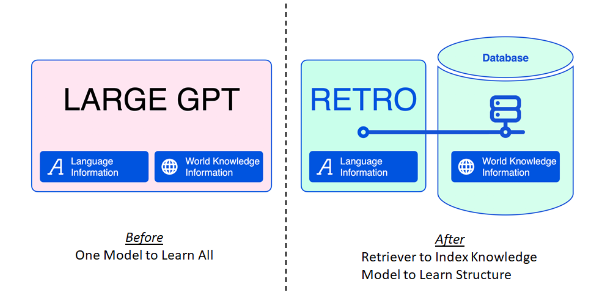 LARGE GPT
Language
Information
World Knowledge
Information
Before
One Model to Learn All
RETRO
Language
Information
Database
World Knowledge
Information
After
Retriever to Index Knowledge
Model to Learn Structure